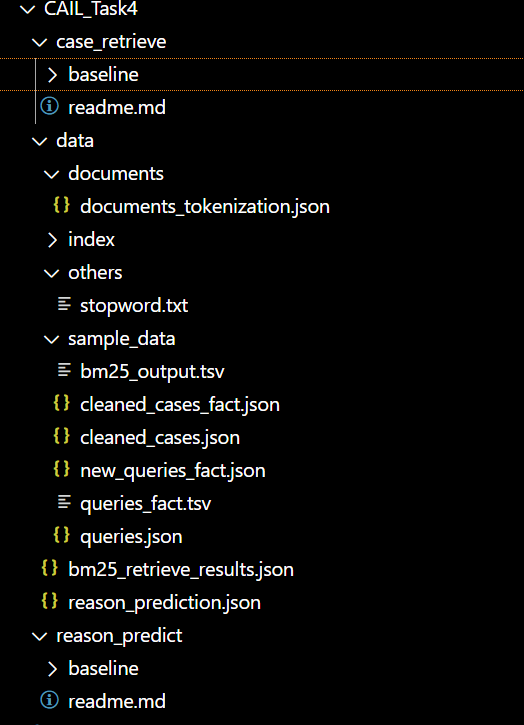 CAIL_Task4
case_retrieve
baseline
readme.md
data
documents
documents_tokenization.json
index
others
stopword.txt
sample_data
bm25_output.tsv
cleaned_cases_fact.json
cleaned_cases.json
new_queries_fact.json
queries_fact.tsv
queries.json
bm25_retrieve_results.json
reason_prediction.json
reason_predict
baseline
readme.md